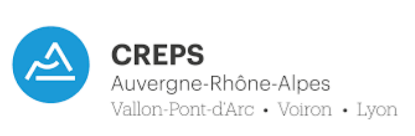 CREPS
Auvergne-Rhône-Alpes
Vallon-Pont-d'Arc • Voiron • Lyon